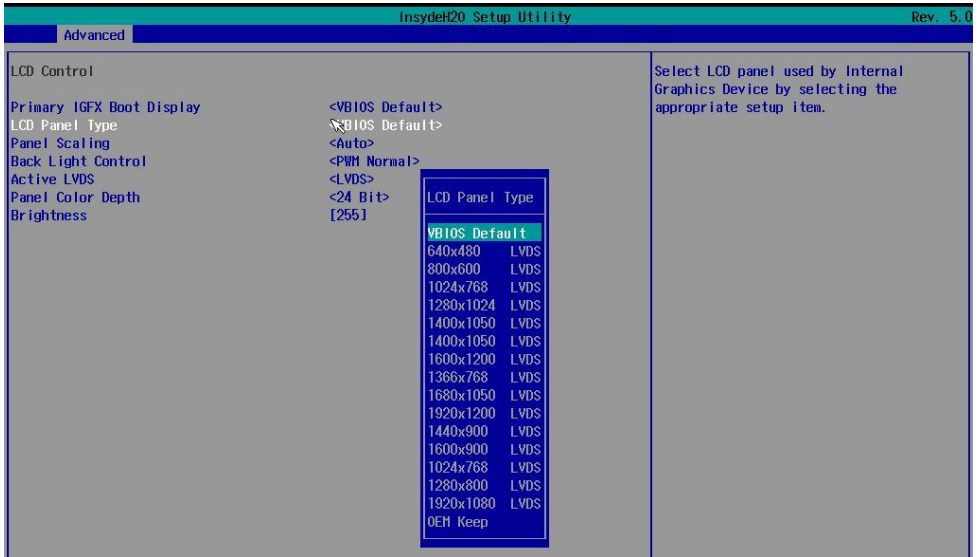 InsydeH20 Setup Utility Rev. 5.0
Advanced
LCD Control
Primary IGFX Boot Display <VBIOS Default>
LCD Panel Type <VBIOS Default>
Panel Scaling <Auto>
Back Light Control <PWM Normal>
Active LVDS <LVDS>
Panel Color Depth <24 Bit>
Brightness [255]
LCD Panel Type
VBIOS Default
640x480 LVDS
800x600 LVDS
1024x768 LVDS
1280x1024 LVDS
1400x1050 LVDS
1400x1050 LVDS
1600x1200 LVDS
1366x768 LVDS
1680x1050 LVDS
1920x1200 LVDS
1440x900 LVDS
1600x900 LVDS
1024x768 LVDS
1280x800 LVDS
1920x1080 LVDS
OEM Keep
Select LCD panel used by Internal
Graphics Device by selecting the
appropriate setup item.